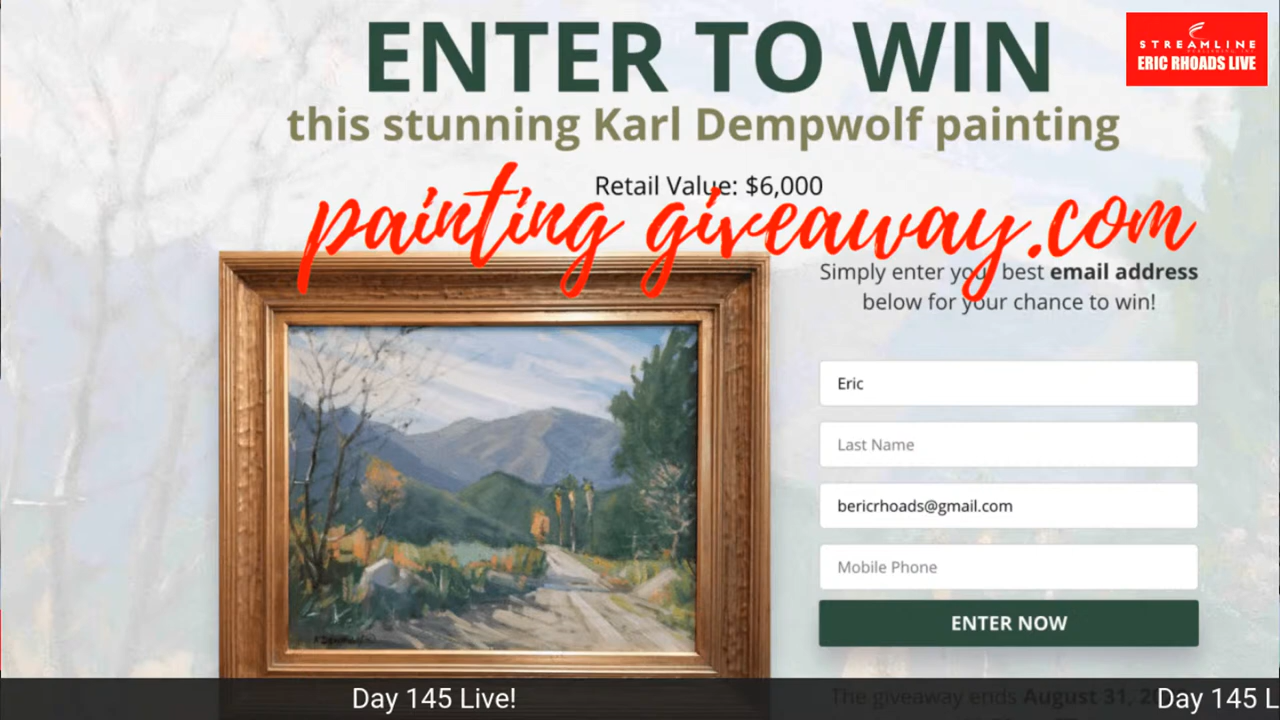 ENTER TO WIN
STREAMLINE
ERIC RHOADS LIVE
this stunning Karl Dempwolf painting
Retail Value: $6,000
painting giveaway.com
Simply enter your best email address
below for your chance to win!
Eric
Last Name
bericrhoads@gmail.com
Mobile Phone
ENTER NOW
The giveaway ends August 31, 20
Day 145 Live!
Day 145 L